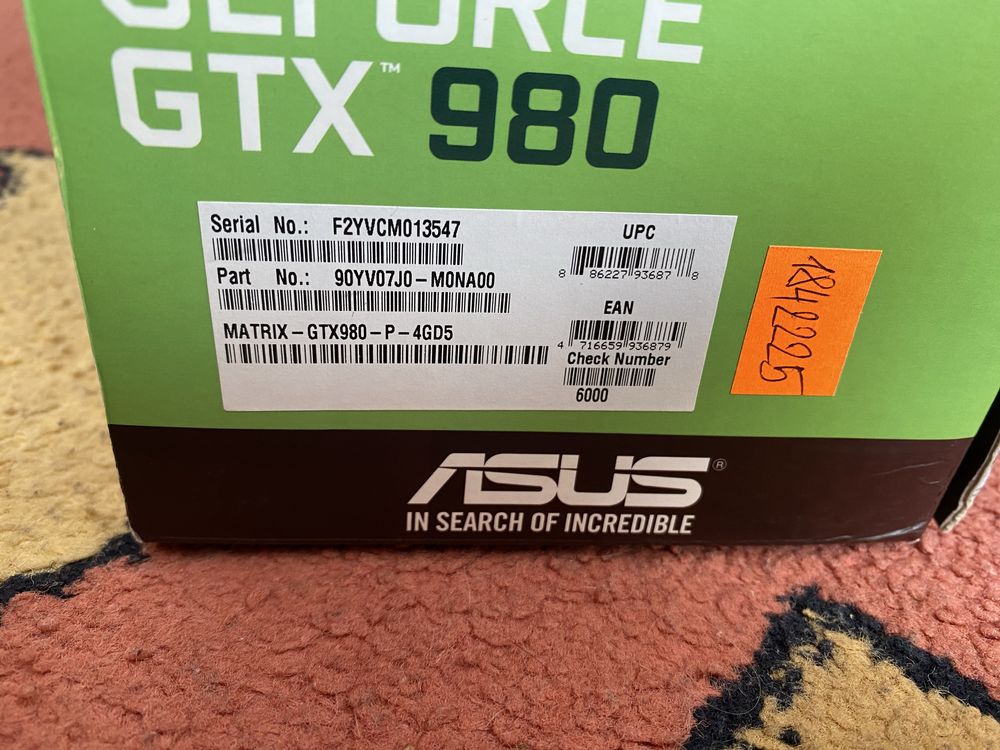 GEFORCE
GTX™ 980
Serial No.: F2YVCM013547
Part No.: 90YV07J0-M0NA00
MATRIX-GTX980-P-4GD5
UPC
8 86227 93687 8
EAN
4 716659 936879
Check Number
6000
1842225
ASUS®
IN SEARCH OF INCREDIBLE